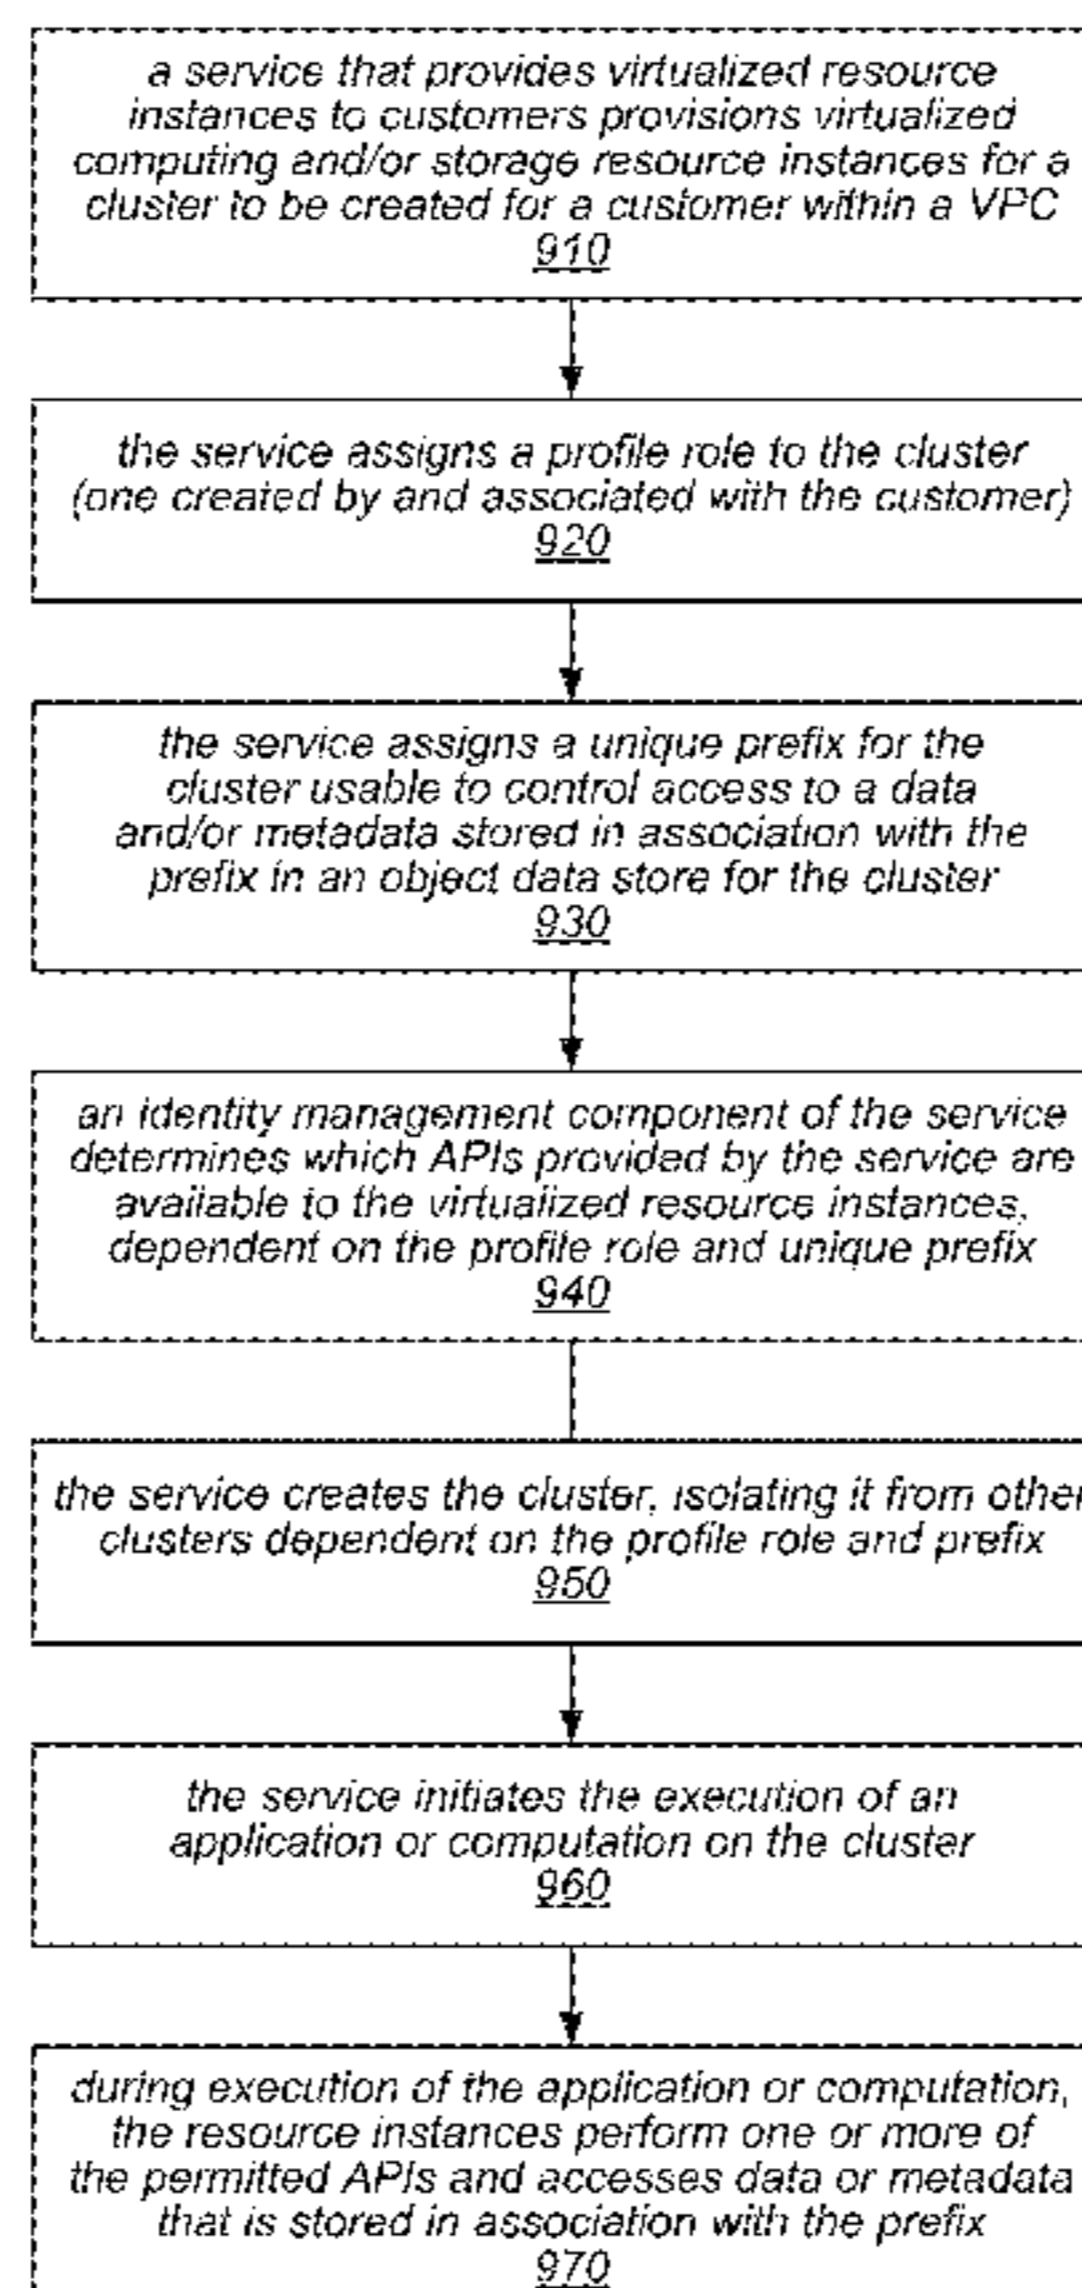 a service that provides virtualized resource
instances to customers provisions virtualized
computing and/or storage resource instances for a
cluster to be created for a customer within a VPC
910
the service assigns a profile role to the cluster
(one created by and associated with the customer)
920
the service assigns a unique prefix for the
cluster usable to control access to a data
and/or metadata stored in association with the
prefix in an object data store for the cluster
930
an identity management component of the service
determines which APIs provided by the service are
available to the virtualized resource instances,
dependent on the profile role and unique prefix
940
the service creates the cluster, isolating it from other
clusters dependent on the profile role and prefix
950
the service initiates the execution of an
application or computation on the cluster
960
during execution of the application or computation,
the resource instances perform one or more of
the permitted APIs and accesses data or metadata
that is stored in association with the prefix
970